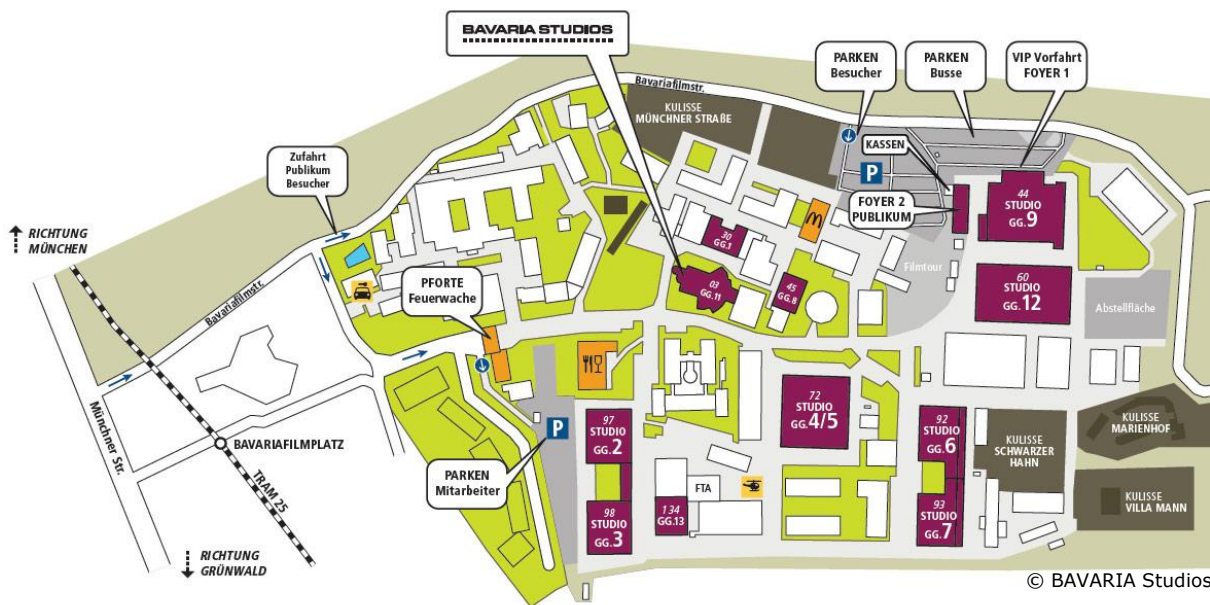 BAVARIA STUDIOS
PARKEN
Besucher
PARKEN
Busse
VIP Vorfahrt
FOYER 1
Bavariafilmstr.
KULISSE
MÜNCHNER STRASSE
KASSEN
P
FOYER 2
PUBLIKUM
44
STUDIO
GG.9
Zufahrt
Publikum
Besucher
RICHTUNG
MÜNCHEN
30
GG.1
03
GG.11
45
GG.8
Filmtour
60
STUDIO
GG.12
Abstellfläche
PFORTE
Feuerwache
Bavariafilmstr.
Münchner Str.
BAVARIAFILMPLATZ
TRAM 25
RICHTUNG
GRÜNWALD
P
PARKEN
Mitarbeiter
97
STUDIO
GG.2
98
STUDIO
GG.3
FTA
134
GG.13
72
STUDIO
GG.4/5
92
STUDIO
GG.6
93
STUDIO
GG.7
KULISSE
SCHWARZER
HAHN
KULISSE
MARIENHOF
KULISSE
VILLA MANN
© BAVARIA Studios